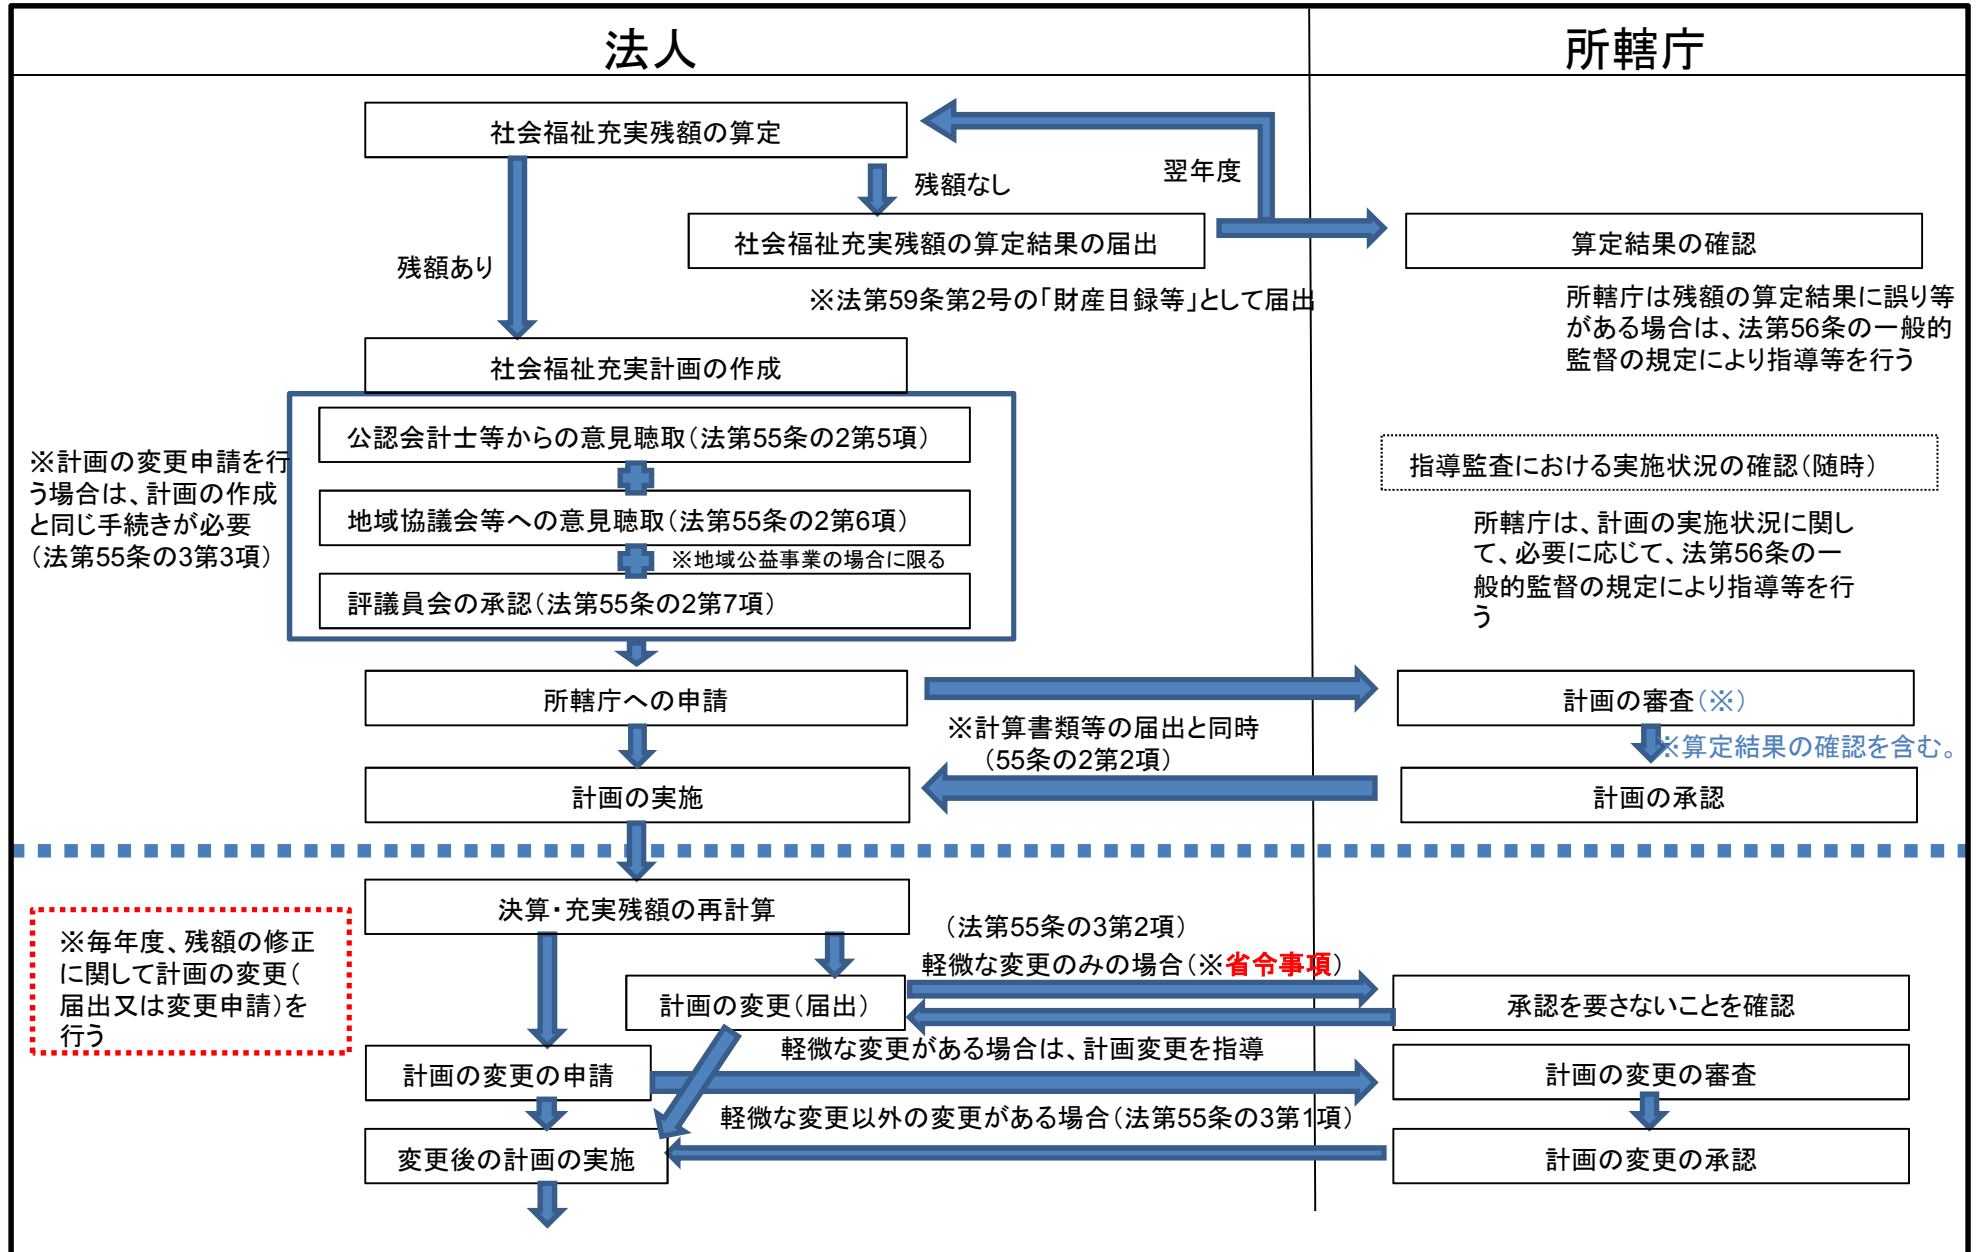 法人
所轄庁
社会福祉充実残額の算定
翌年度
残額なし
社会福祉充実残額の算定結果の届出
算定結果の確認
残額あり
※法第59条第2号の「財産目録等」として届出
所轄庁は残額の算定結果に誤り等
がある場合は、法第56条の一般的
監督の規定により指導等を行う
社会福祉充実計画の作成
公認会計士等からの意見聴取（法第55条の2第5項）
※計画の変更申請を行
う場合は、計画の作成
と同じ手続きが必要
（法第55条の3第3項）
地域協議会等への意見聴取（法第55条の2第6項）
※地域公益事業の場合に限る
評議員会の承認（法第55条の2第7項）
指導監査における実施状況の確認（随時）
所轄庁は、計画の実施状況に関し
て、必要に応じて、法第56条の一
般的監督の規定により指導等を行
う
所轄庁への申請
計画の審査（※）
※計算書類等の届出と同時
（55条の2第2項）
※算定結果の確認を含む。
計画の実施
計画の承認
決算・充実残額の再計算
※毎年度、残額の修正
に関して計画の変更（
届出又は変更申請）を
行う
（法第55条の3第2項）
軽微な変更のみの場合（※省令事項）
計画の変更（届出）
承認を要さないことを確認
軽微な変更がある場合は、計画変更を指導
計画の変更の申請
計画の変更の審査
軽微な変更以外の変更がある場合（法第55条の3第1項）
変更後の計画の実施
計画の変更の承認